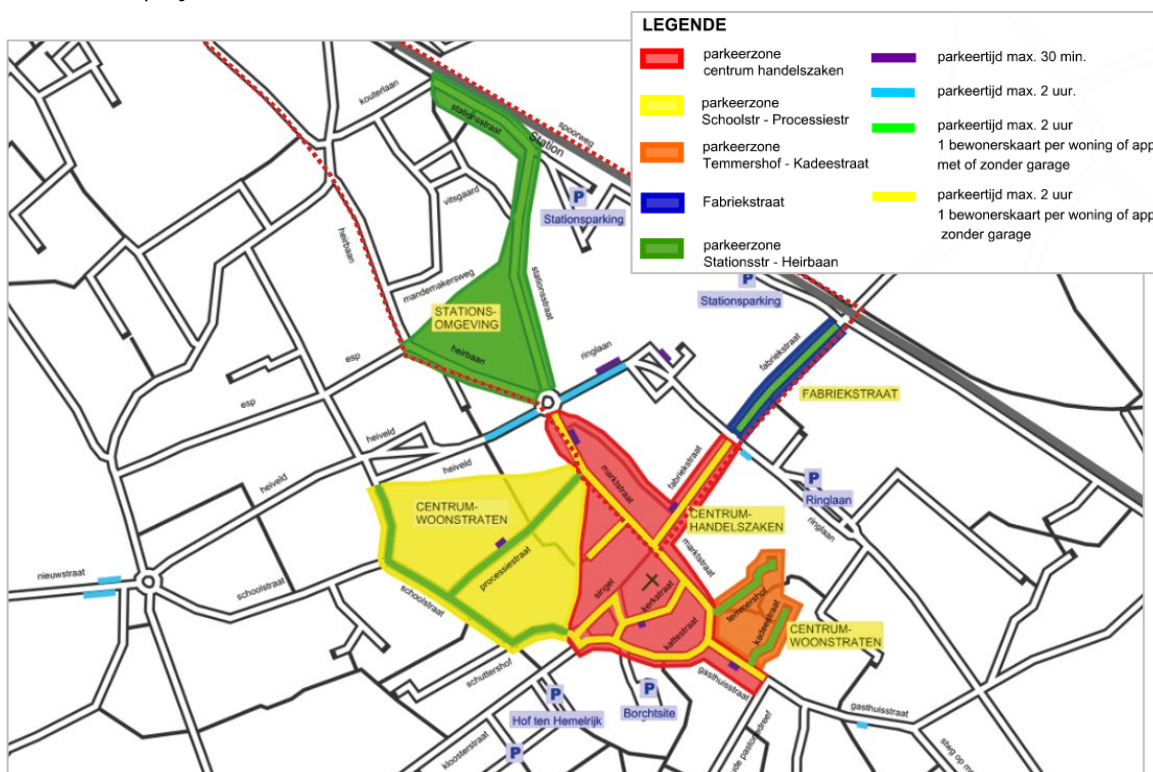 LEGENDE
parkeerzone
centrum handelszaken
parkeerzone
Schoolstr - Processiestr
parkeerzone
Temmershof - Kadeestraat
Fabriekstraat
parkeerzone
Stationsstr - Heirbaan
parkeertijd max. 30 min.
parkeertijd max. 2 uur.
parkeertijd max. 2 uur
1 bewonerskaart per woning of app
met of zonder garage
parkeertijd max. 2 uur
1 bewonerskaart per woning of app
zonder garage
kouterlaan
stationsstraat
spoorweg
Station
vitsgaard
P
Stationsparking
heirbaan
mandemakersweg
stationsstraat
STATIONS-
OMGEVING
P
Stationsparking
heirbaan
ringlaan
fabriekstraat
esp
esp
FABRIEKSTRAAT
heiveld
heiveld
heiveld
marktstraat
fabriekstraat
P
Ringlaan
ringlaan
CENTRUM-
WOONSTRATEN
CENTRUM-
HANDELSZAKEN
marktstraat
processiestraat
nieuwstraat
schoolstraat
schoolstraat
singel
kerkstraat
kattestraat
temmershof
kadeestraat
CENTRUM-
WOONSTRATEN
schuttershof
gasthuisstraat
gasthuisstraat
P
Hof ten Hemelrijk
P
Borchtsite
P
kloosterstraat
de pastorijdreef
steg op m